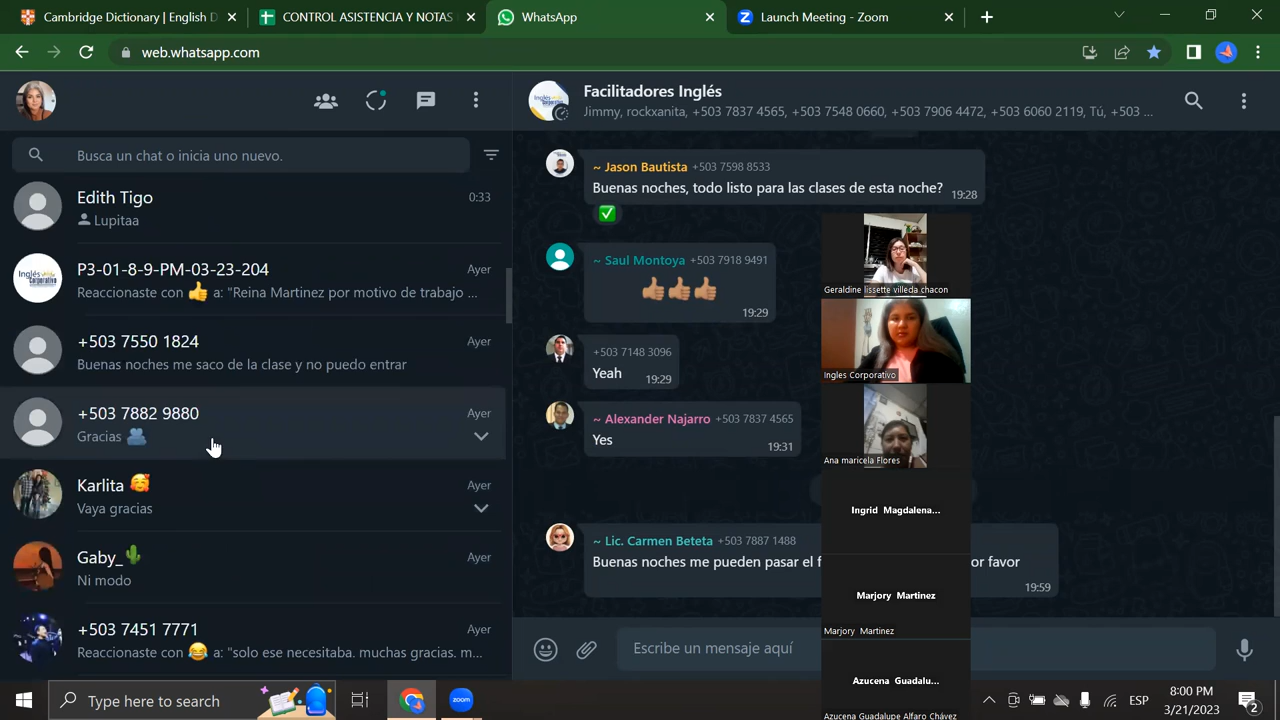 Cambridge Dictionary | English D
CONTROL ASISTENCIA Y NOTAS
WhatsApp
Launch Meeting - Zoom
web.whatsapp.com
Facilitadores Inglés
Jimmy, rockxanita, +503 7837 4565, +503 7548 0660, +503 7906 4472, +503 6060 2119, Tú, +503 ...
Busca un chat o inicia uno nuevo.
Edith Tigo
0:33
Lupitaa
P3-01-8-9-PM-03-23-204
Ayer
Reaccionaste con 👍 a: "Reina Martinez por motivo de trabajo ...
+503 7550 1824
Ayer
Buenas noches me saco de la clase y no puedo entrar
+503 7882 9880
Ayer
Gracias
Karlita 🥰
Ayer
Vaya gracias
Gaby_🌵
Ayer
Ni modo
+503 7451 7771
Ayer
Reaccionaste con 😂 a: "solo ese necesitaba. muchas gracias. m...
~ Jason Bautista +503 7598 8533
Buenas noches, todo listo para las clases de esta noche?
19:28
✅
~ Saul Montoya +503 7918 9491
👍🏼👍🏼👍🏼
19:29
+503 7148 3096
Yeah
19:29
~ Alexander Najarro +503 7837 4565
Yes
19:31
~ Lic. Carmen Beteta +503 7887 1488
Buenas noches me pueden pasar el f
or favor
19:59
Escribe un mensaje aquí
Geraldine lissette villeda chacon
Ingles Corporativo
Ana maricela Flores
Ingrid Magdalena...
Marjory Martinez
Marjory Martinez
Azucena Guadalu...
Azucena Guadalupe Alfaro Chávez
Type here to search
zoom
ESP
8:00 PM
3/21/2023
2